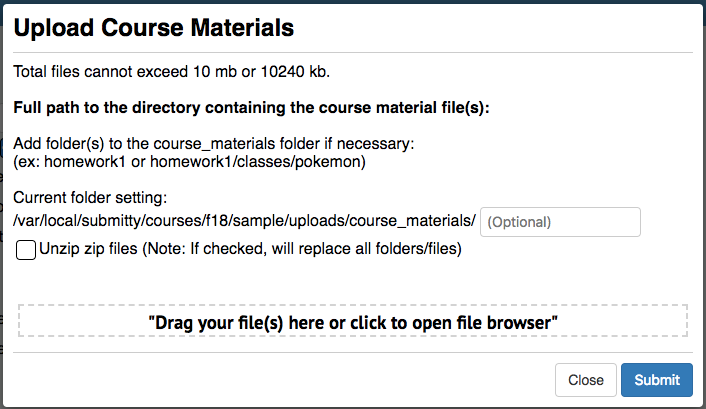 Upload Course Materials
Total files cannot exceed 10 mb or 10240 kb.
Full path to the directory containing the course material file(s):
Add folder(s) to the course_materials folder if necessary:
(ex: homework1 or homework1/classes/pokemon)
Current folder setting:
/var/local/submitty/courses/f18/sample/uploads/course_materials/ (Optional)
Unzip zip files (Note: If checked, will replace all folders/files)
"Drag your file(s) here or click to open file browser"
Close Submit